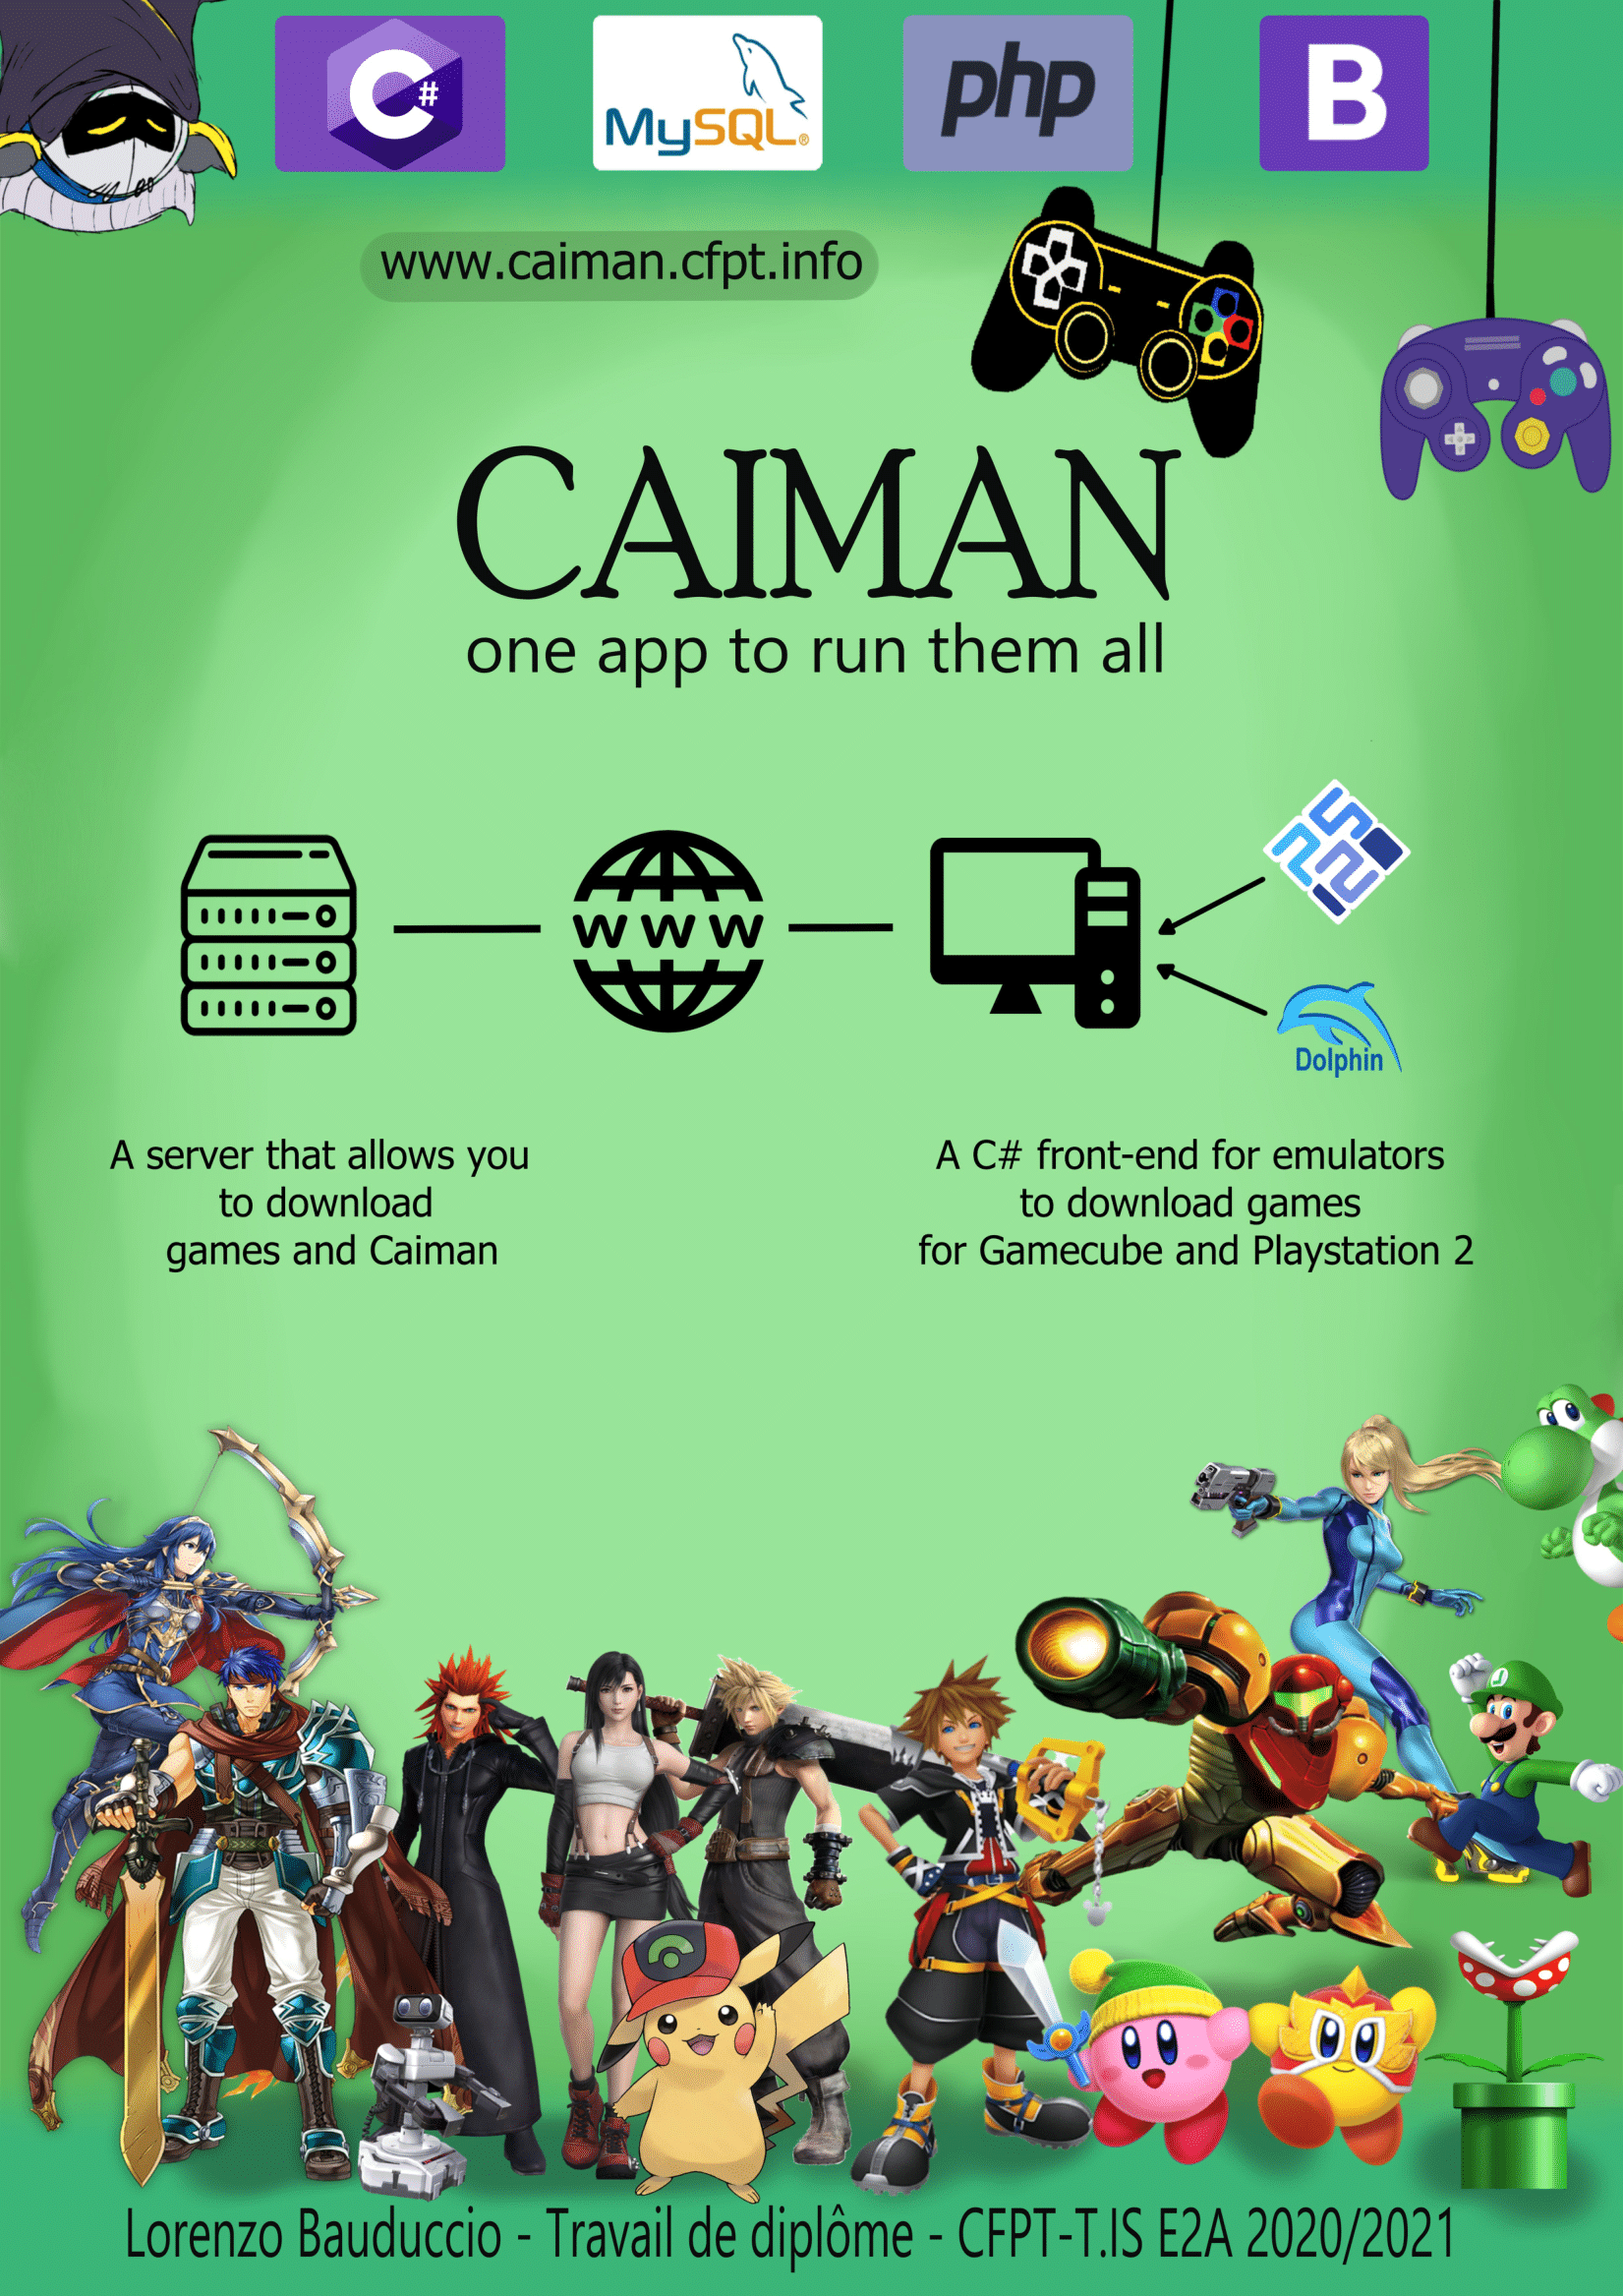 C#
MySQL®
php
B
www.caiman.cfpt.info
CAIMAN
one app to run them all
www
Dolphin
A server that allows you
to download
games and Caiman
A C# front-end for emulators
to download games
for Gamecube and Playstation 2
L
Lorenzo Bauduccio - Travail de diplôme - CFPT-T.IS E2A 2020/2021